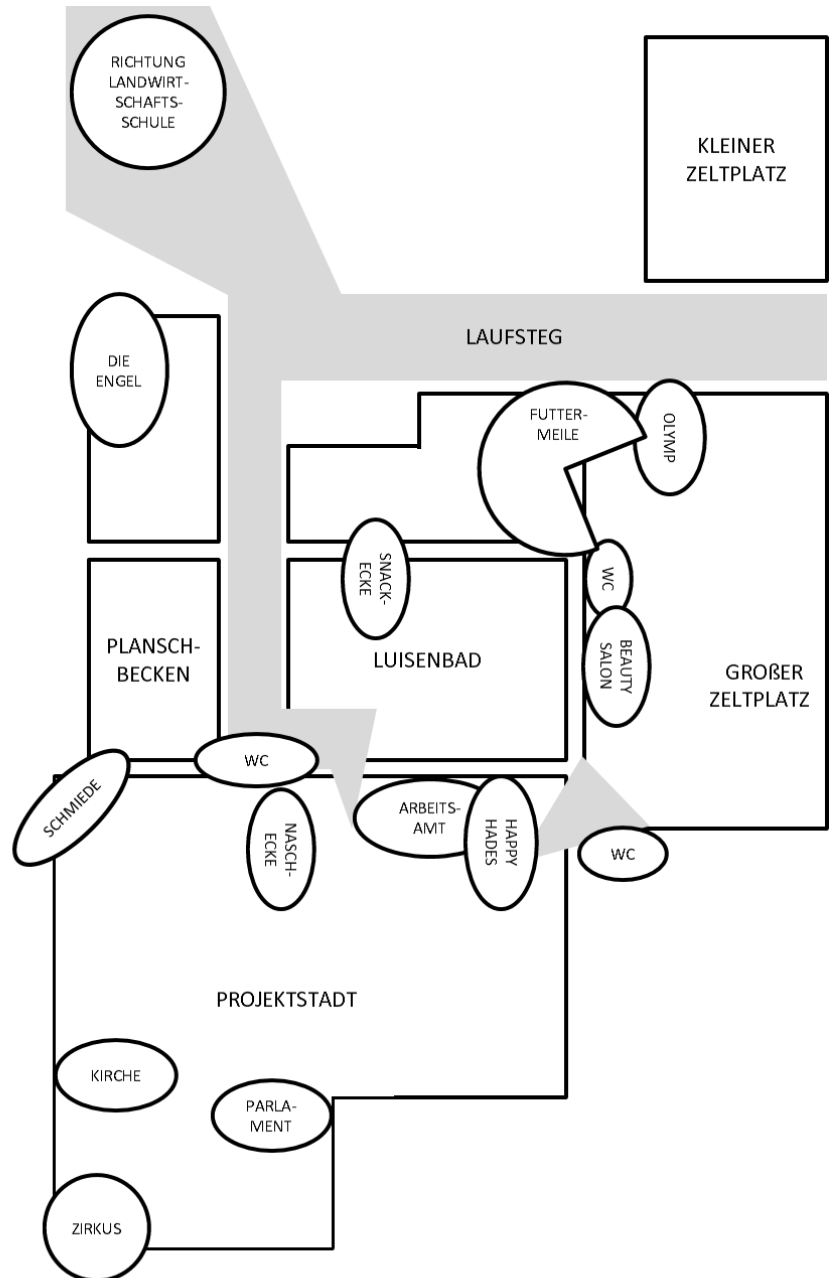 RICHTUNG
LANDWIRT-
SCHAFTS-
SCHULE
KLEINER
ZELTPLATZ
LAUFSTEG
DIE
ENGEL
FUTTER-
MEILE
OLYMP
SNACK-
ECKE
WC
PLANSCH-
BECKEN
LUISENBAD
BEAUTY
SALON
GROßER
ZELTPLATZ
WC
SCHMIEDE
NASCH-
ECKE
ARBEITS-
AMT
HAPPY
HADES
WC
PROJEKTSTADT
KIRCHE
PARLA-
MENT
ZIRKUS